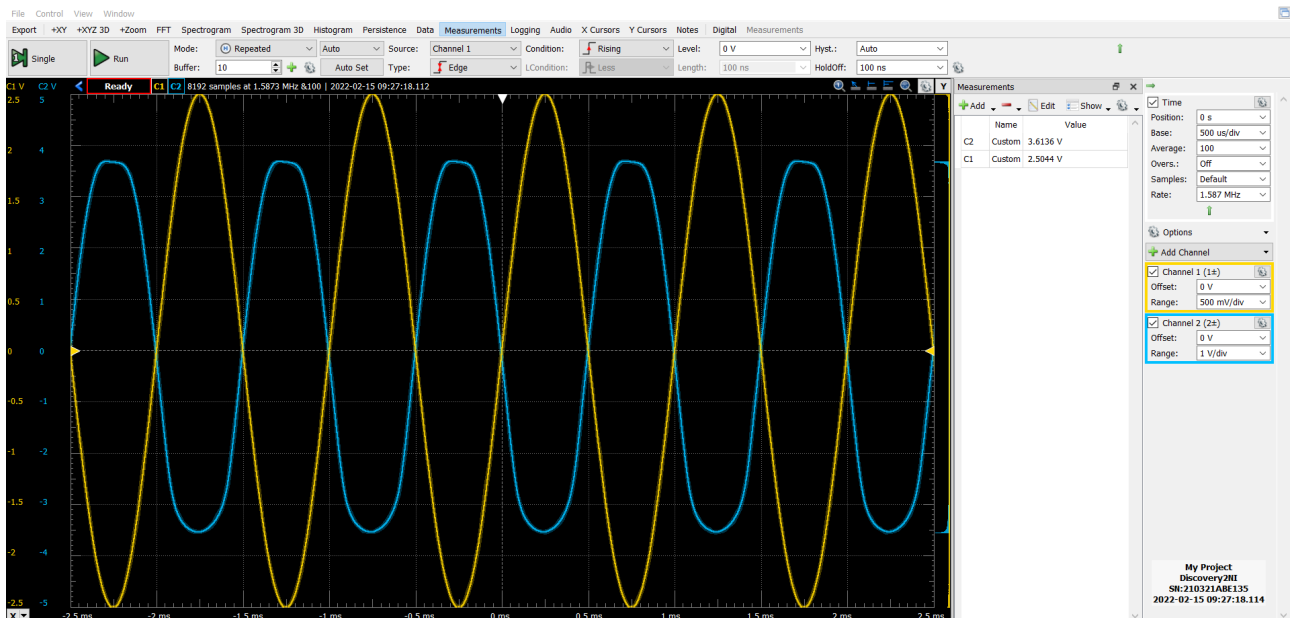 File Control View Window
Export +XY +XYZ 3D +Zoom FFT Spectrogram Spectrogram 3D Histogram Persistence Data Measurements Logging Audio X Cursors Y Cursors Notes Digital Measurements
Single Run Mode: Repeated Auto Source: Channel 1 Condition: Rising Level: 0 V Hyst.: Auto
Buffer: 10 Auto Set Type: Edge LCondition: Less Length: 100 ns HoldOff: 100 ns
C1 V C2 V Ready C1 C2 8192 samples at 1.5873 MHz &100 | 2022-02-15 09:27:18.112 Y
2.5 5
2 4
1.5 3
1 2
0.5 1
0 0
-0.5 -1
-1 -2
-1.5 -3
-2 -4
-2.5 -5
X -2.5 ms -2 ms -1.5 ms -1 ms -0.5 ms 0 ms 0.5 ms 1 ms 1.5 ms 2 ms 2.5 ms
Measurements
Add Edit Show
Name Value
C2 Custom 3.6136 V
C1 Custom 2.5044 V
Time
Position: 0 s
Base: 500 us/div
Average: 100
Overs.: Off
Samples: Default
Rate: 1.587 MHz
Options
Add Channel
Channel 1 (1±)
Offset: 0 V
Range: 500 mV/div
Channel 2 (2±)
Offset: 0 V
Range: 1 V/div
My Project
Discovery2NI
SN:210321ABE135
2022-02-15 09:27:18.114